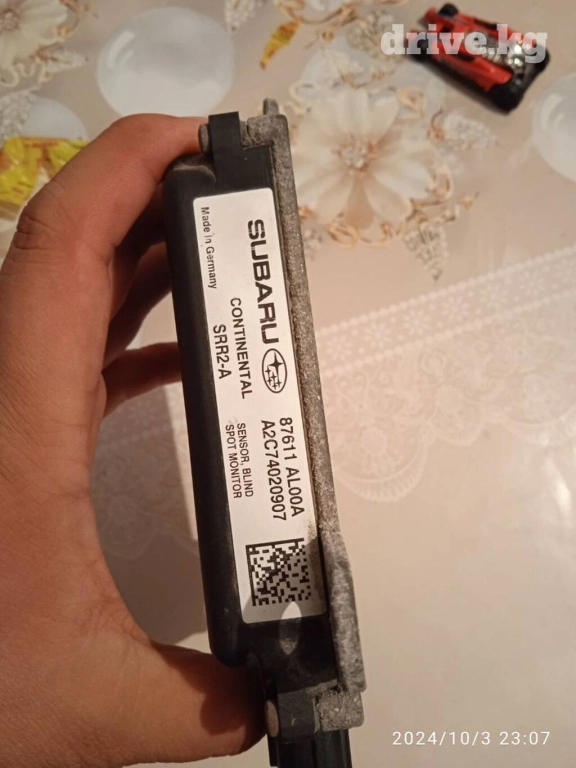 drive.kg
SUBARU
Made in Germany
CONTINENTAL
SRR2-A
87611 AL00A
A2C74020907
SENSOR, BLIND
SPOT MONITOR
2024/10/3 23:07